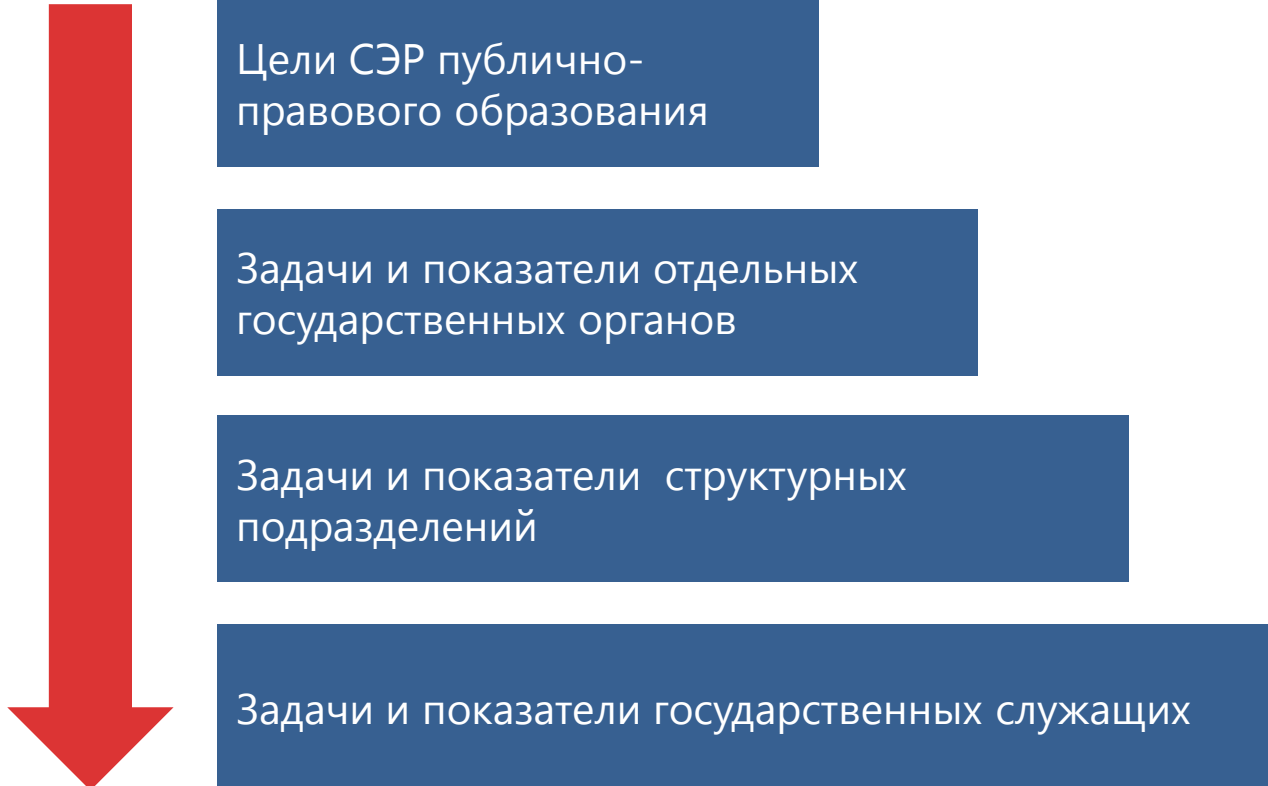 Цели СЭР публично-
правового образования
Задачи и показатели отдельных
государственных органов
Задачи и показатели  структурных
подразделений
Задачи и показатели государственных служащих